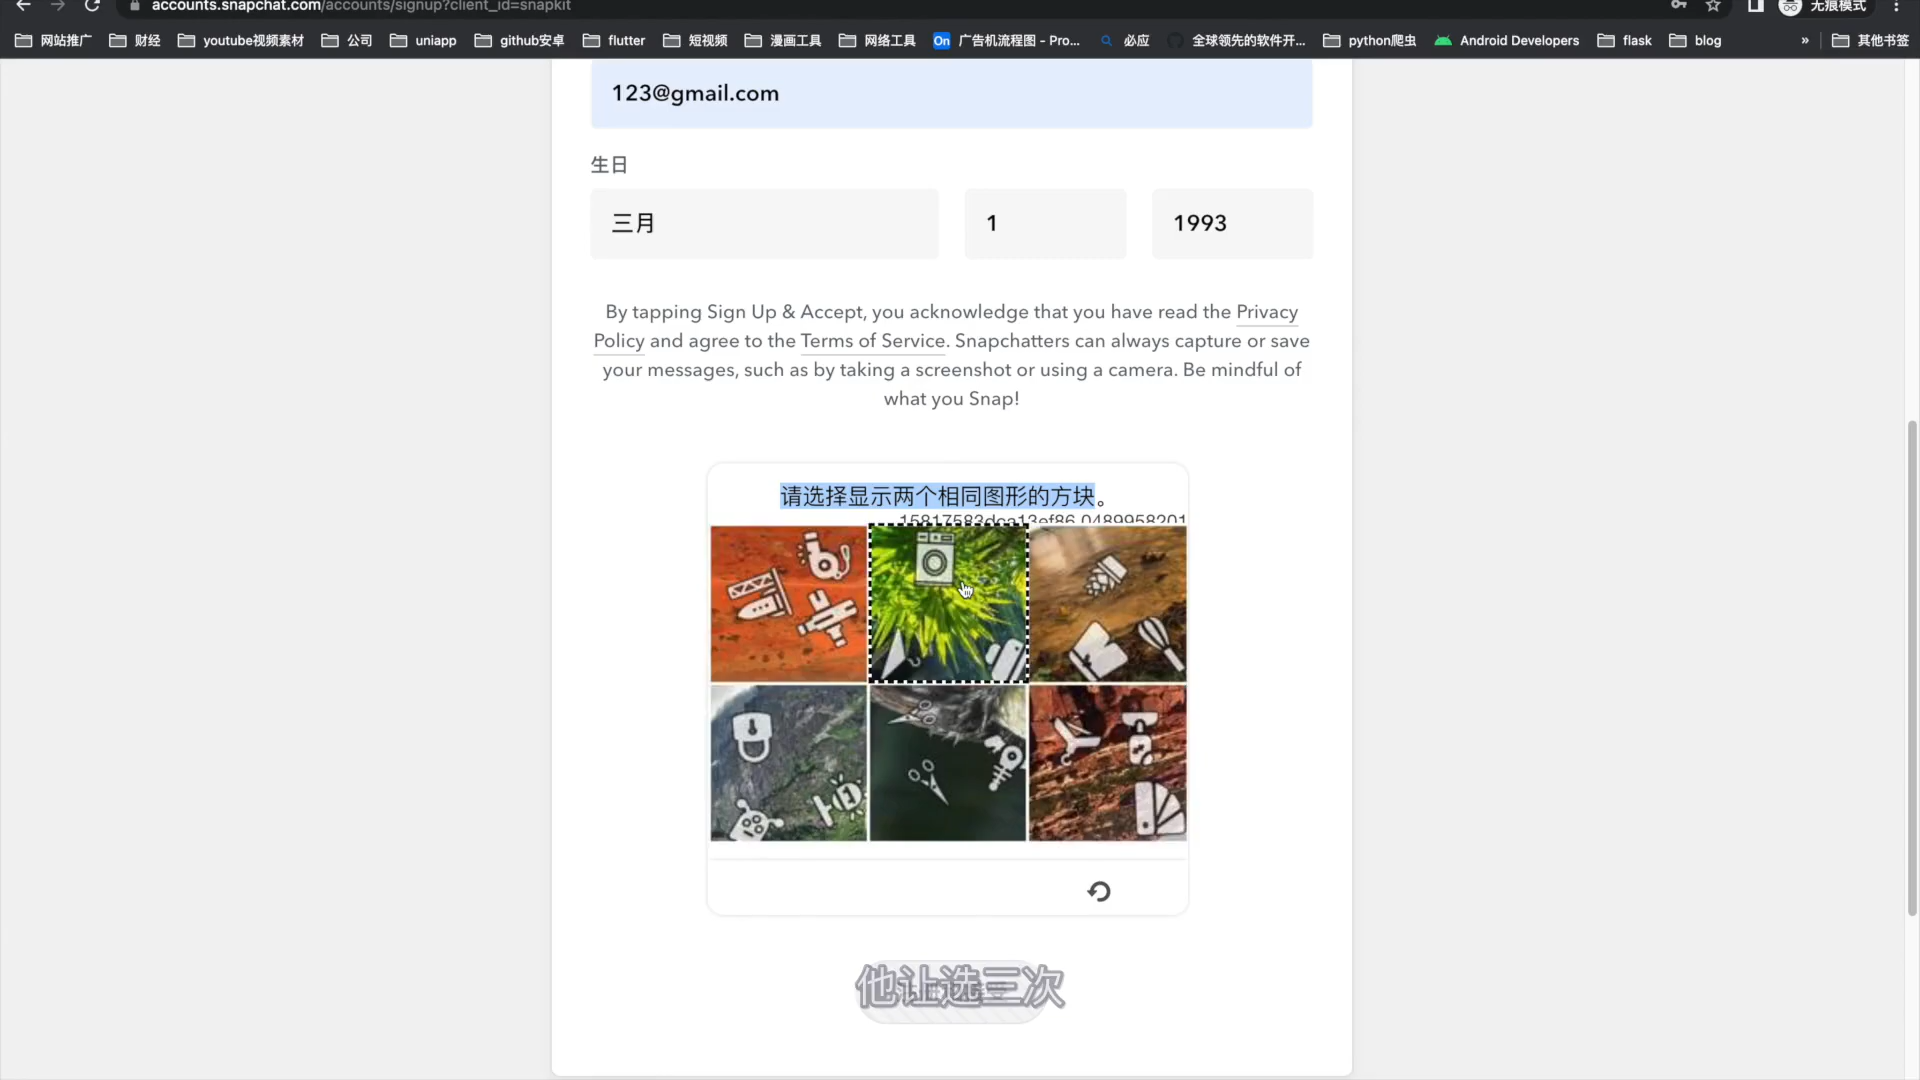 accounts.snapchat.com/accounts/signup?client_id=snapkit
无痕模式
网站推广 财经 youtube视频素材 公司 uniapp github安卓 flutter 短视频 漫画工具 网络工具 On 广告机流程图 - Pro... 必应 全球领先的软件开... python爬虫 Android Developers flask blog » 其他书签
123@gmail.com
生日
三月 1 1993
By tapping Sign Up & Accept, you acknowledge that you have read the Privacy
Policy and agree to the Terms of Service. Snapchatters can always capture or save
your messages, such as by taking a screenshot or using a camera. Be mindful of
what you Snap!
请选择显示两个相同图形的方块。
15817583dca13ef86.0489958201
他让选三次